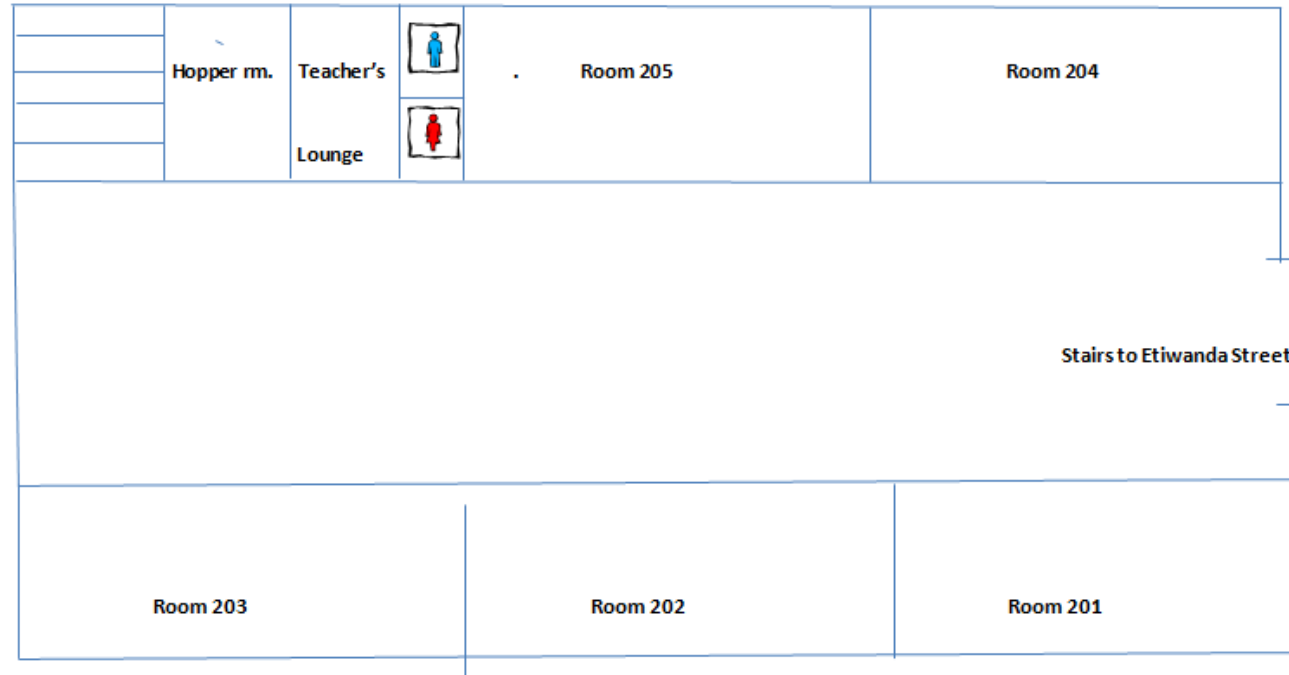 Hopper rm.
Teacher's
Lounge
Room 205
Room 204
Stairs to Etiwanda Street
Room 203
Room 202
Room 201